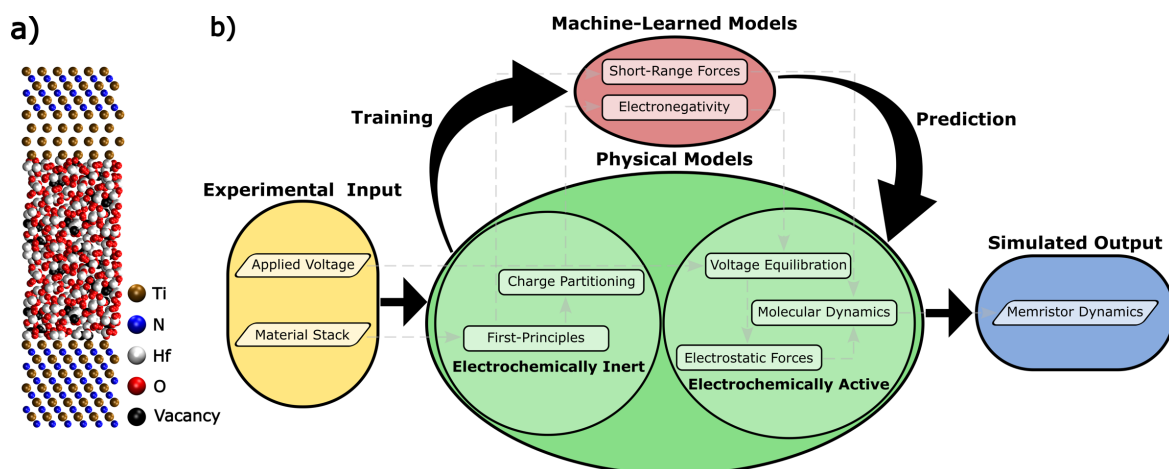 a)
Ti
N
Hf
O
Vacancy
b)
Machine-Learned Models
Short-Range Forces
Electronegativity
Training
Prediction
Physical Models
Experimental Input
Applied Voltage
Material Stack
Charge Partitioning
First-Principles
Electrochemically Inert
Voltage Equilibration
Molecular Dynamics
Electrostatic Forces
Electrochemically Active
Simulated Output
Memristor Dynamics